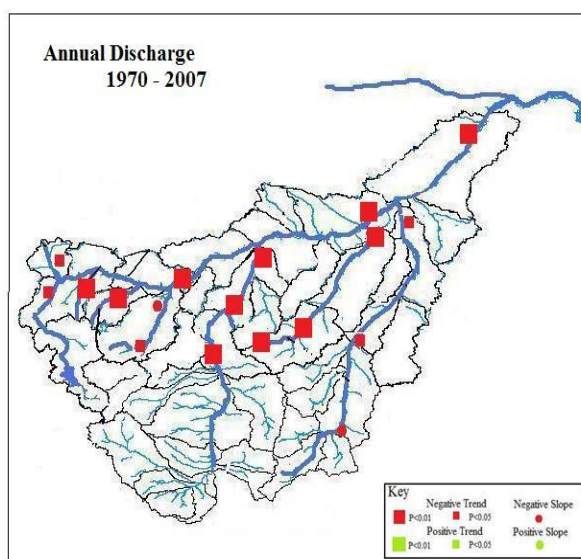 Annual Discharge
1970 - 2007
Key
Negative Trend Negative Slope
P<0.01 P<0.05
Positive Trend Positive Slope
P<0.01 P<0.05